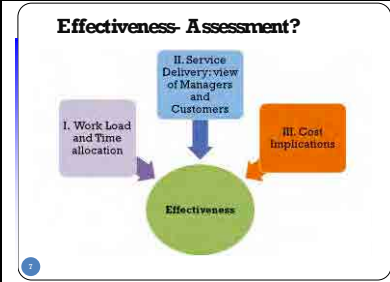 Effectiveness- Assessment?
II. Service
Delivery: view
of Managers
and
Customers
I. Work Load
and Time
allocation
III. Cost
Implications
Effectiveness
7